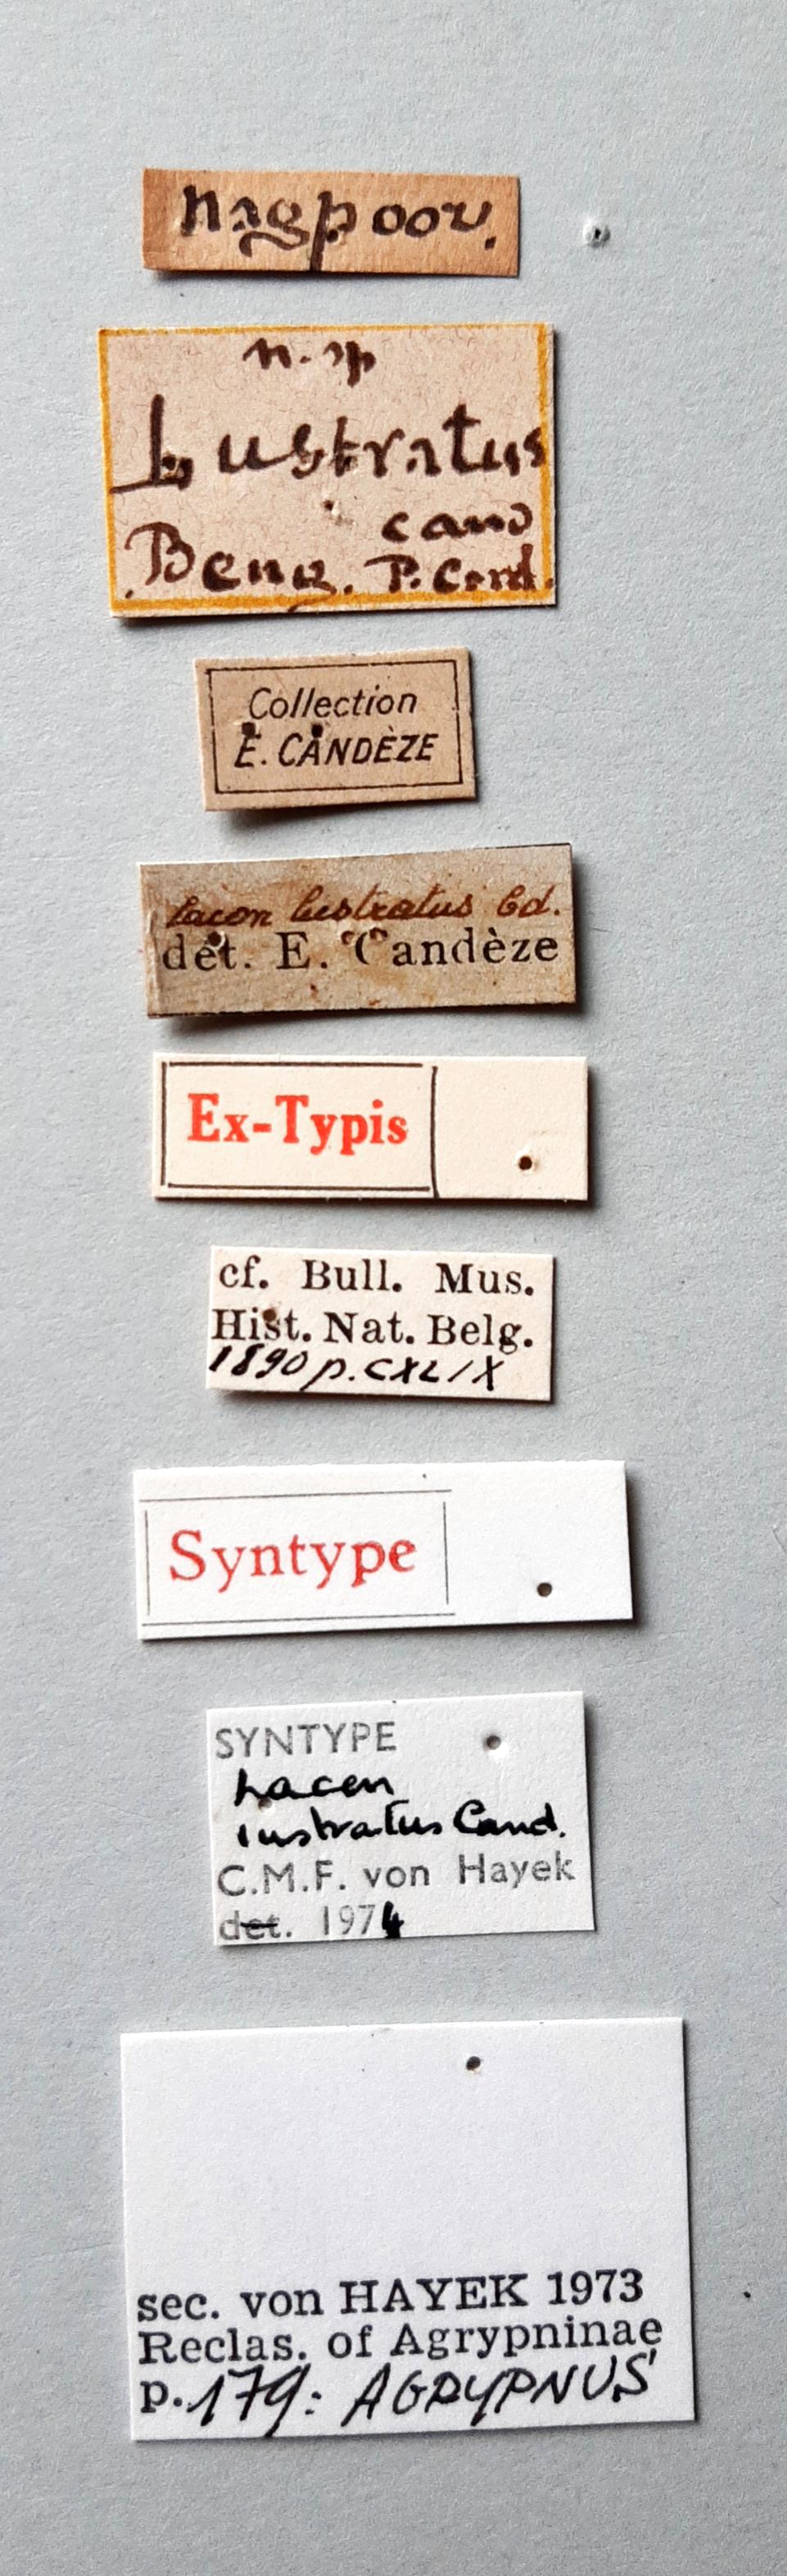 nagpoor.
n. sp
Lustratus
cand
Beng. P. Card.
Collection
E. CANDÈZE
Lacon lustratus Cd.
dét. E. Candèze
Ex-Typis
cf. Bull. Mus.
Hist. Nat. Belg.
1890 p. CXLIX
Syntype
SYNTYPE
Lacon
lustratus Cand.
C.M.F. von Hayek
det. 1974
sec. von HAYEK 1973
Reclas. of Agrypninae
p. 179: AGRYPNUS